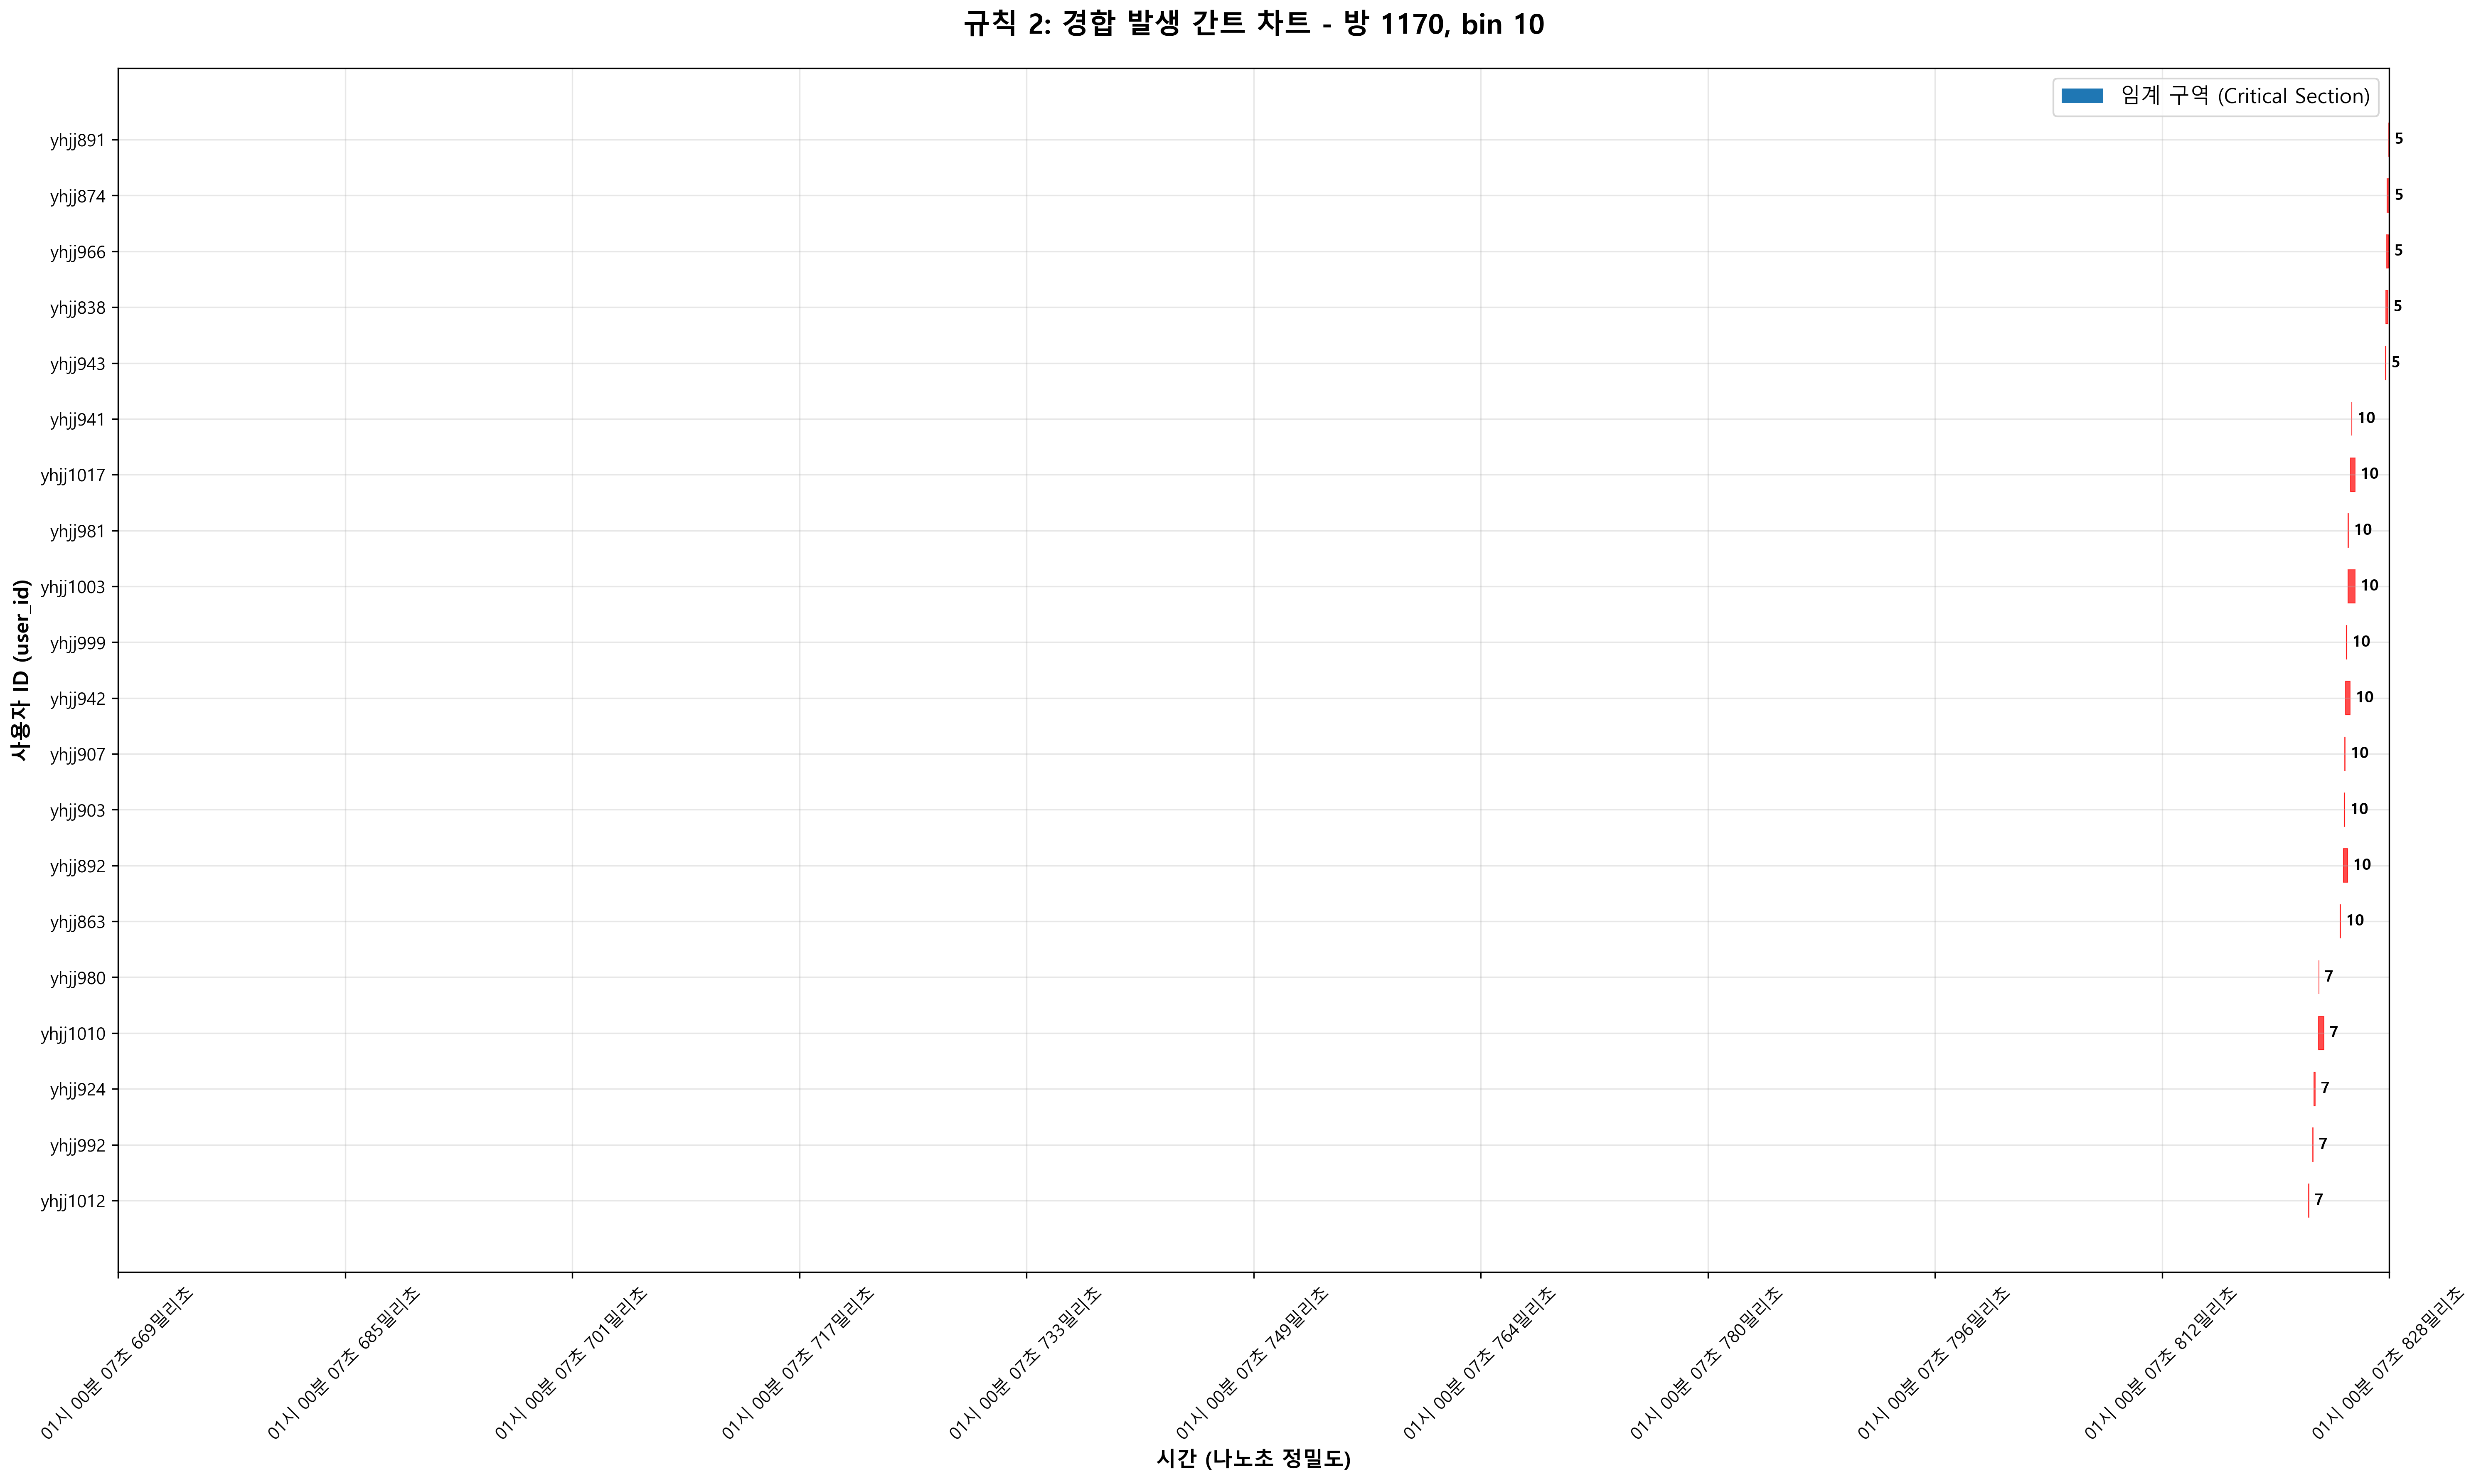 규칙 2: 경합 발생 간트 차트 - 방 1170, bin 10
임계 구역 (Critical Section)
사용자 ID (user_id)
yhjj891 5
yhjj874 5
yhjj966 5
yhjj838 5
yhjj943 5
yhjj941 10
yhjj1017 10
yhjj981 10
yhjj1003 10
yhjj999 10
yhjj942 10
yhjj907 10
yhjj903 10
yhjj892 10
yhjj863 10
yhjj980 7
yhjj1010 7
yhjj924 7
yhjj992 7
yhjj1012 7
01시 00분 07초 669밀리초
01시 00분 07초 685밀리초
01시 00분 07초 701밀리초
01시 00분 07초 717밀리초
01시 00분 07초 733밀리초
01시 00분 07초 749밀리초
01시 00분 07초 764밀리초
01시 00분 07초 780밀리초
01시 00분 07초 796밀리초
01시 00분 07초 812밀리초
01시 00분 07초 828밀리초
시간 (나노초 정밀도)